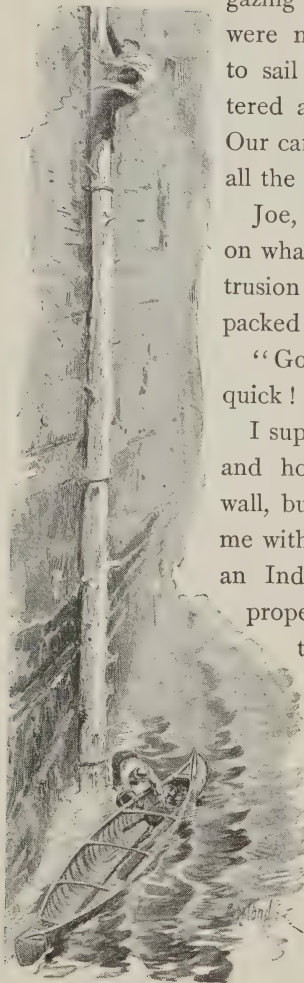 gazing
were n
to sail
tered a
Our ca
all the
Joe,
on wha
trusion
packed
“Go
quick !
I sup
and ho
wall, bu
me with
an Ind
prope
t